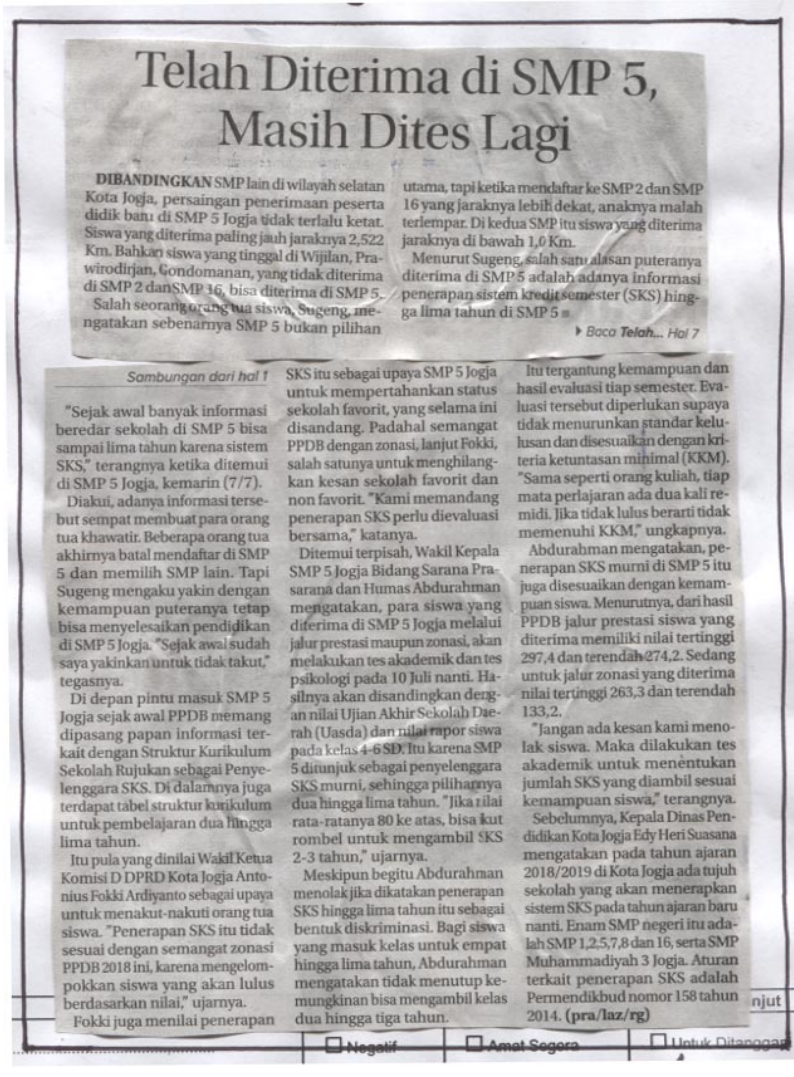 Telah Diterima di SMP 5,
Masih Dites Lagi
DIBANDINGKAN SMP lain di wilayah selatan
Kota Jogja, persaingan penerimaan peserta
didik baru di SMP 5 Jogja tidak terlalu ketat.
Siswa yang diterima paling jauh jaraknya 2,522
Km. Bahkan siswa yang tinggal di Wijilan, Pra-
wirodirjan, Gondomanan, yang tidak diterima
di SMP 2 dan SMP 16, bisa diterima di SMP 5.
Salah seorang orang tua siswa, Sugeng, me-
ngatakan sebenarnya SMP 5 bukan pilihan
utama, tapi ketika mendaftar ke SMP 2 dan SMP
16 yang jaraknya lebih dekat, anaknya malah
terlempar. Di kedua SMP itu siswa yang diterima
jaraknya di bawah 1,0 Km.
Menurut Sugeng, salah satu alasan puteranya
diterima di SMP 5 adalah adanya informasi
penerapan sistem kredit semester (SKS) hing-
ga lima tahun di SMP 5
Baca Telah... Hal 7
Sambungan dari hal 1
"Sejak awal banyak informasi
beredar sekolah di SMP 5 bisa
sampai lima tahun karena sistem
SKS," terangnya ketika ditemui
di SMP 5 Jogja, kemarin (7/7).
Diakui, adanya informasi terse-
but sempat membuat para orang
tua khawatir. Beberapa orang tua
akhirnya batal mendaftar di SMP
5 dan memilih SMP lain. Tapi
Sugeng mengaku yakin dengan
kemampuan puteranya tetap
bisa menyelesaikan pendidikan
di SMP 5 Jogja. "Sejak awal sudah
saya yakinkan untuk tidak takut,"
tegasnya.
Di depan pintu masuk SMP 5
Jogja sejak awal PPDB memang
dipasang papan informasi ter-
kait dengan Struktur Kurikulum
Sekolah Rujukan sebagai Penye-
lenggara SKS. Di dalamnya juga
terdapat tabel struktur kurikulum
untuk pembelajaran dua hingga
lima tahun.
Itu pula yang dinilai Wakil Ketua
Komisi D DPRD Kota Jogja Anto-
nius Fokki Ardiyanto sebagai upaya
untuk menakut-nakuti orang tua
siswa. "Penerapan SKS itu tidak
sesuai dengan semangat zonasi
PPDB 2018 ini, karena mengelom-
pokkan siswa yang akan lulus
berdasarkan nilai," ujarnya.
Fokki juga menilai penerapan
SKS itu sebagai upaya SMP 5 Jogja
untuk mempertahankan status
sekolah favorit, yang selama ini
disandang. Padahal semangat
PPDB dengan zonasi, lanjut Fokki,
salah satunya untuk menghilang-
kan kesan sekolah favorit dan
non favorit. "Kami memandang
penerapan SKS perlu dievaluasi
bersama," katanya.
Ditemui terpisah, Wakil Kepala
SMP 5 Jogja Bidang Sarana Pra-
sarana dan Humas Abdurahman
mengatakan, para siswa yang
diterima di SMP 5 Jogja melalui
jalur prestasi maupun zonasi, akan
melakukan tes akademik dan tes
psikologi pada 10 Juli nanti. Ha-
silnya akan disandingkan deng-
an nilai Ujian Akhir Sekolah Dae-
rah (Uasda) dan nilai rapor siswa
pada kelas 4-6 SD. Itu karena SMP
5 ditunjuk sebagai penyelenggara
SKS murni, sehingga piliharnya
dua hingga lima tahun. "Jika nilai
rata-ratanya 80 ke atas, bisa ikut
rombel untuk mengambil SKS
2-3 tahun," ujarnya.
Meskipun begitu Abdurahman
menolak jika dikatakan penerapan
SKS hingga lima tahun itu sebagai
bentuk diskriminasi. Bagi siswa
yang masuk kelas untuk empat
hingga lima tahun, Abdurahman
mengatakan tidak menutup ke-
mungkinan bisa mengambil kelas
dua hingga tiga tahun.
Itu tergantung kemampuan dan
hasil evaluasi tiap semester. Eva-
luasi tersebut diperlukan supaya
tidak menurunkan standar kelu-
lusan dan disesuaikan dengan kri-
teria ketuntasan minimal (KKM).
"Sama seperti orang kuliah, tiap
mata perlajaran ada dua kali re-
midi. Jika tidak lulus berarti tidak
memenuhi KKM," ungkapnya.
Abdurahman mengatakan, pe-
nerapan SKS murni di SMP 5 itu
juga disesuaikan dengan kemam-
puan siswa. Menurutnya, dari hasil
PPDB jalur prestasi siswa yang
diterima memiliki nilai tertinggi
297,4 dan terendah 274,2. Sedang
untuk jalur zonasi yang diterima
nilai tertinggi 263,3 dan terendah
133,2.
"Jangan ada kesan kami meno-
lak siswa. Maka dilakukan tes
akademik untuk menentukan
jumlah SKS yang diambil sesuai
kemampuan siswa," terangnya.
Sebelumnya, Kepala Dinas Pen-
didikan Kota Jogja Edy Heri Suasana
mengatakan pada tahun ajaran
2018/2019 di Kota Jogja ada tujuh
sekolah yang akan menerapkan
sistem SKS pada tahun ajaran baru
nanti. Enam SMP negeri itu ada-
lah SMP 1,2,5,7,8 dan 16, serta SMP
Muhammadiyah 3 Jogja. Aturan
terkait penerapan SKS adalah
Permendikbud nomor 158 tahun
2014. (pra/laz/rg)
njut
Negatif
Amat Segera
Untuk Ditanggap